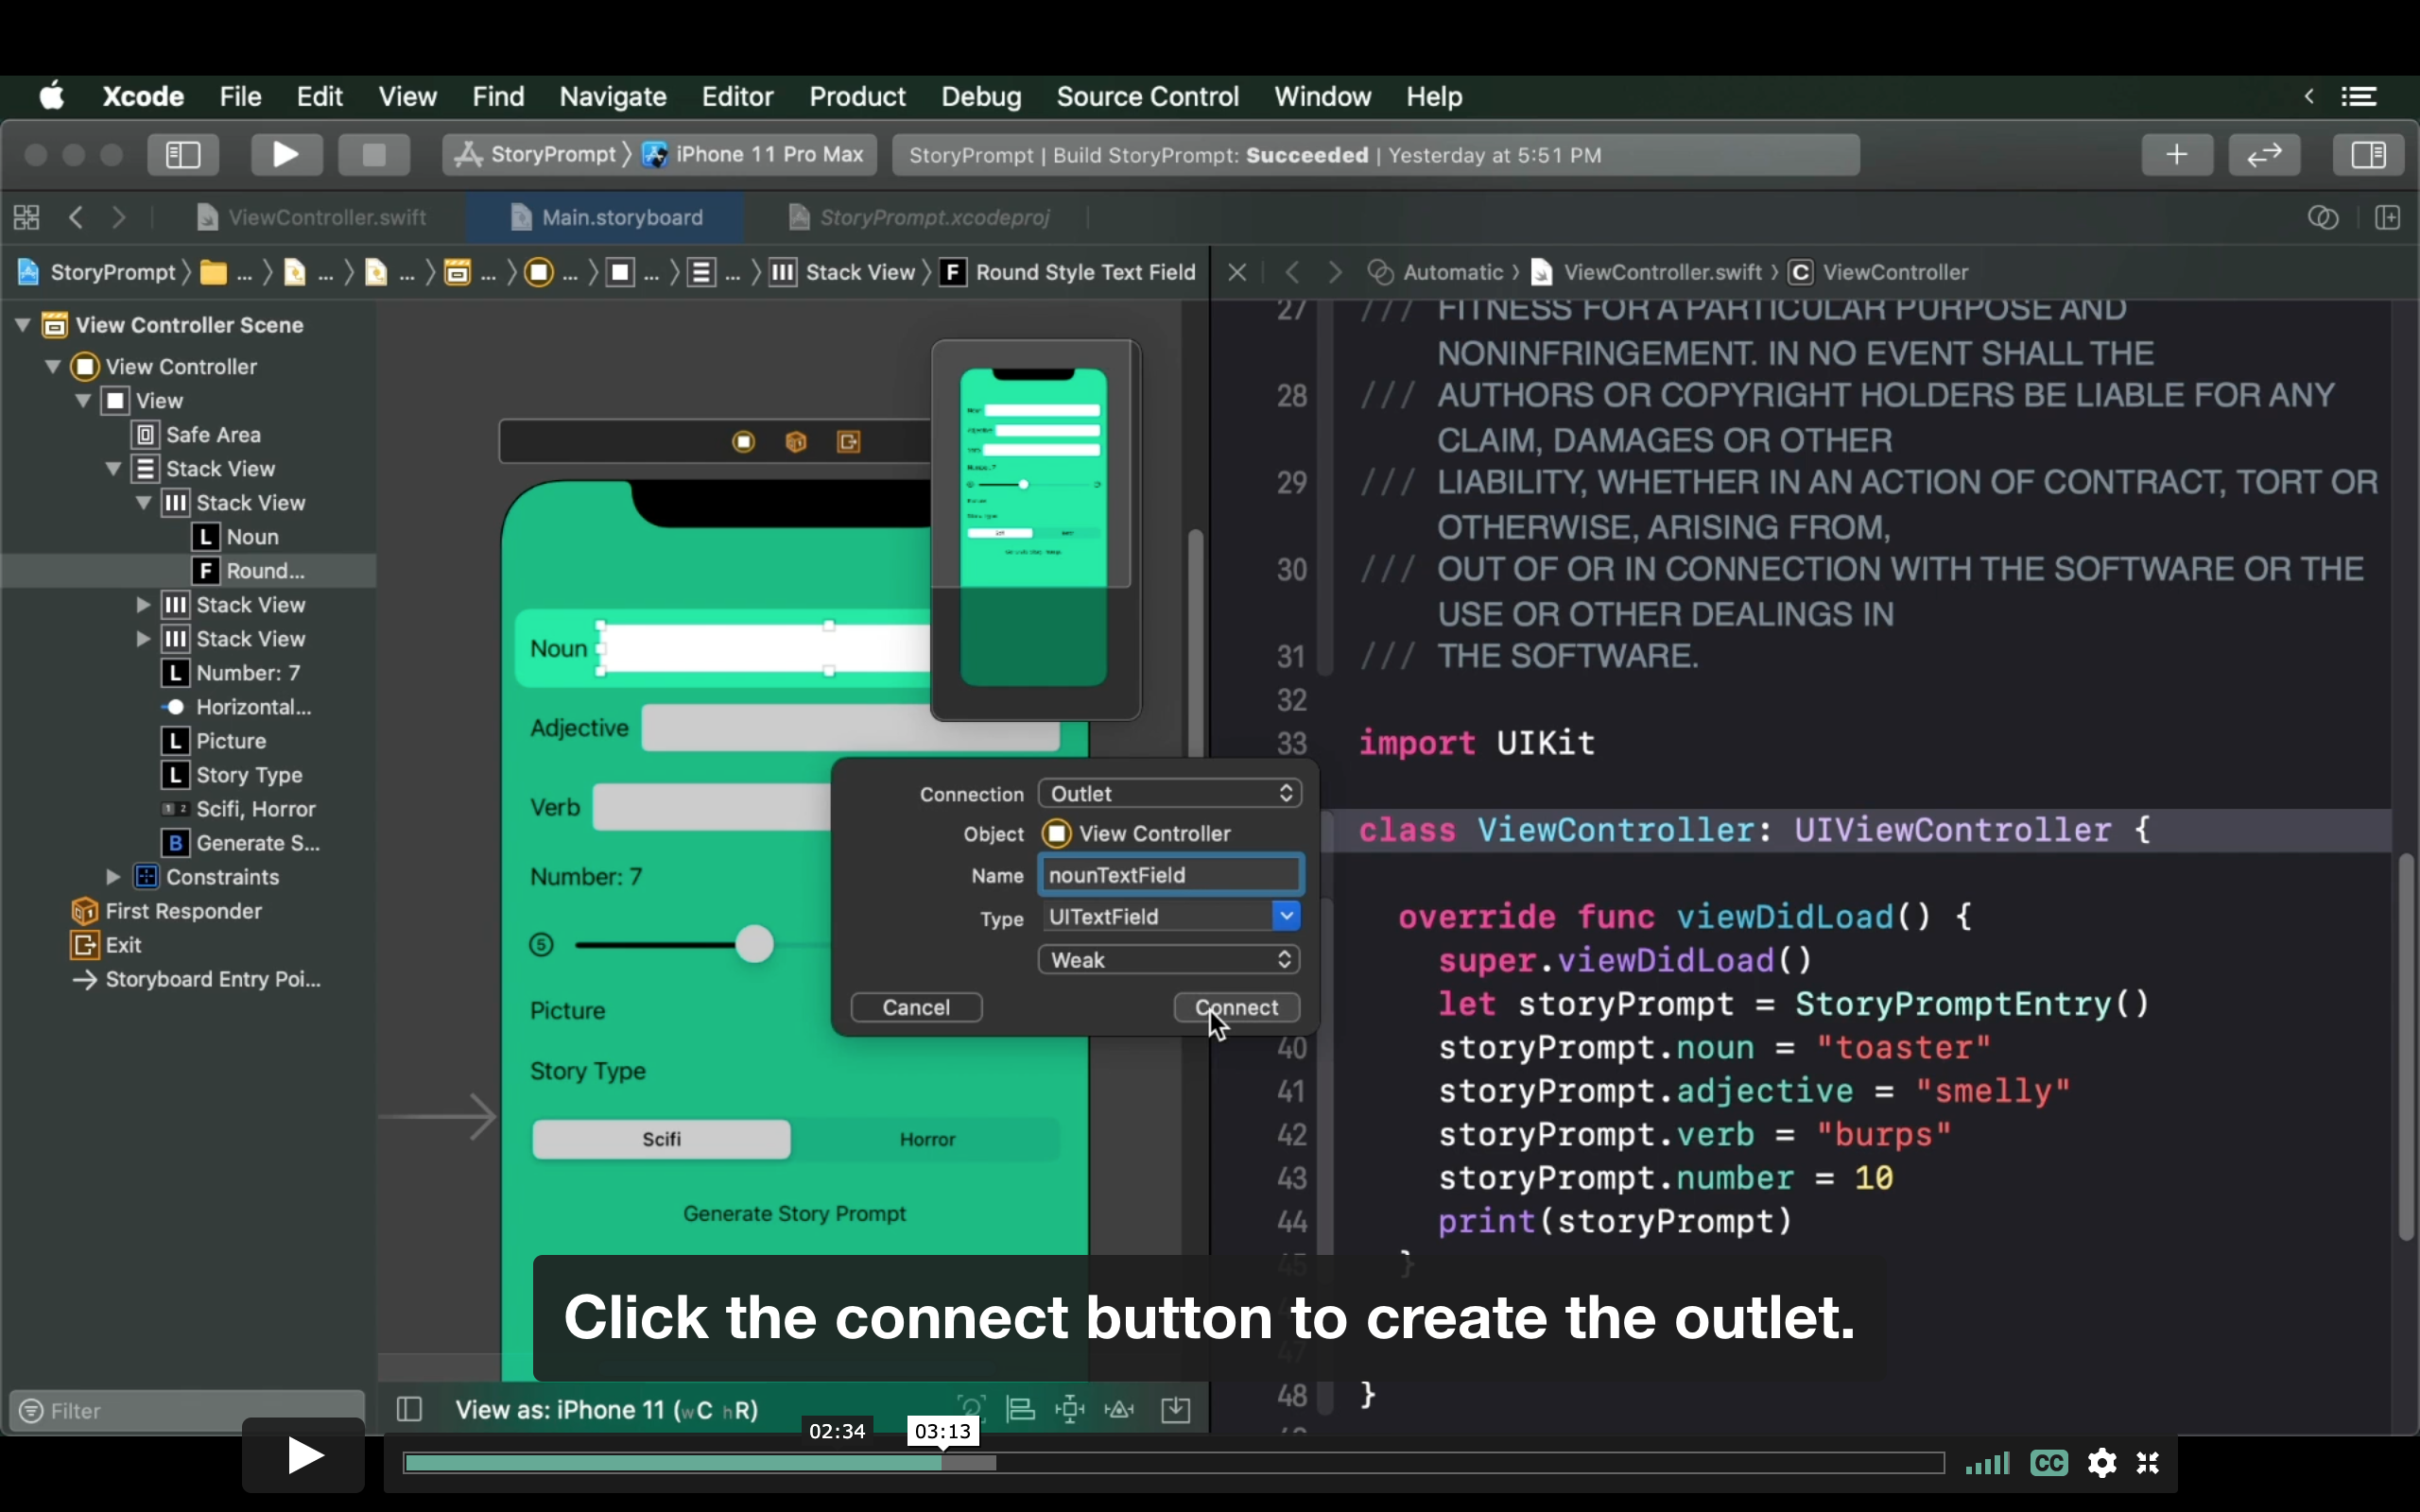 Xcode File Edit View Find Navigate Editor Product Debug Source Control Window Help
StoryPrompt 〉 iPhone 11 Pro Max
StoryPrompt | Build StoryPrompt: Succeeded | Yesterday at 5:51 PM
ViewController.swift
Main.storyboard
StoryPrompt.xcodeproj
StoryPrompt 〉 ... 〉 ... 〉 ... 〉 ... 〉 ... 〉 ... 〉 ... 〉 Stack View 〉 F Round Style Text Field
Automatic 〉 ViewController.swift 〉 C ViewController
View Controller Scene
View Controller
View
Safe Area
Stack View
Stack View
L Noun
F Round...
Stack View
Stack View
L Number: 7
Horizontal...
L Picture
L Story Type
1 2 Scifi, Horror
B Generate S...
Constraints
First Responder
Exit
Storyboard Entry Poi...
Filter
Noun
Adjective
Verb
Number: 7
5
Picture
Story Type
Scifi
Horror
Generate Story Prompt
View as: iPhone 11 (wC hR)
Connection Outlet
Object View Controller
Name nounTextField
Type UITextField
Weak
Cancel
Connect
27 /// FITNESS FOR A PARTICULAR PURPOSE AND
NONINFRINGEMENT. IN NO EVENT SHALL THE
28 /// AUTHORS OR COPYRIGHT HOLDERS BE LIABLE FOR ANY
CLAIM, DAMAGES OR OTHER
29 /// LIABILITY, WHETHER IN AN ACTION OF CONTRACT, TORT OR
OTHERWISE, ARISING FROM,
30 /// OUT OF OR IN CONNECTION WITH THE SOFTWARE OR THE
USE OR OTHER DEALINGS IN
31 /// THE SOFTWARE.
32
33 import UIKit
class ViewController: UIViewController {
override func viewDidLoad() {
super.viewDidLoad()
let storyPrompt = StoryPromptEntry()
40 storyPrompt.noun = "toaster"
41 storyPrompt.adjective = "smelly"
42 storyPrompt.verb = "burps"
43 storyPrompt.number = 10
44 print(storyPrompt)
45 }
47
48 }
Click the connect button to create the outlet.
02:34
03:13
CC